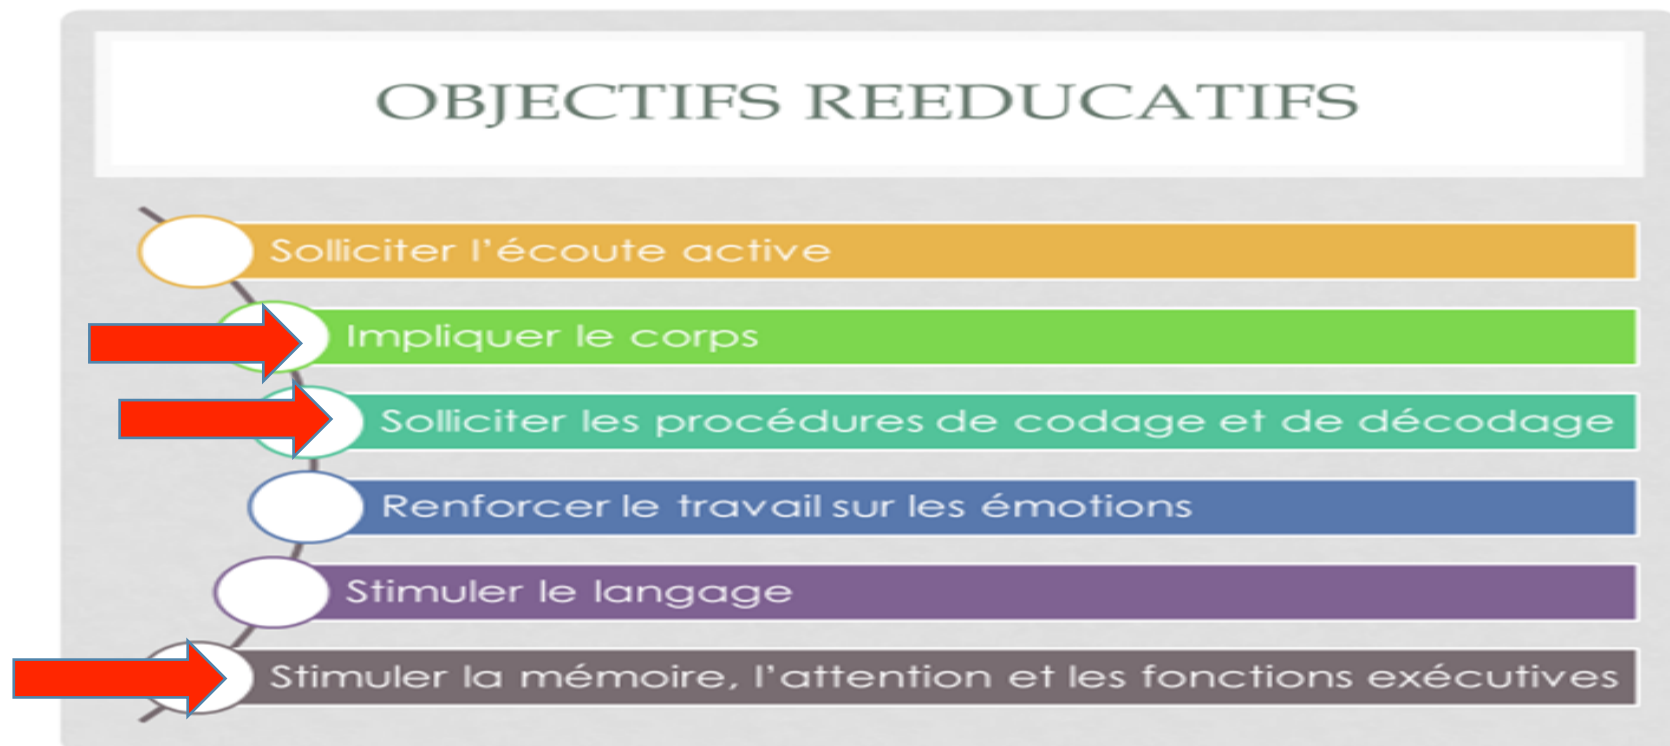 OBJECTIFS REEDUCATIFS
Solliciter l'écoute active
Impliquer le corps
Solliciter les procédures de codage et de décodage
Renforcer le travail sur les émotions
Stimuler le langage
Stimuler la mémoire, l'attention et les fonctions exécutives